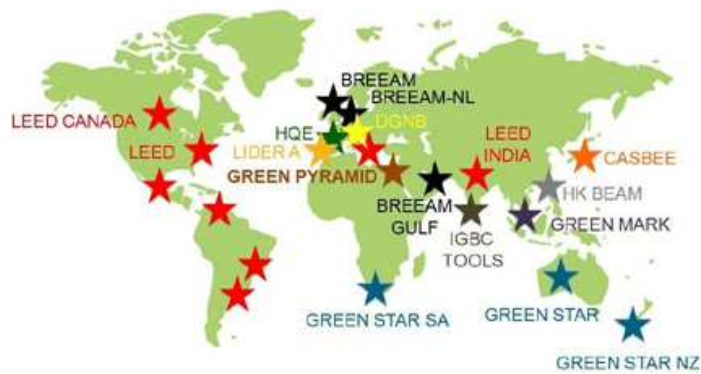 BREEAM
BREEAM-NL
LEED CANADA
DGNB
HQE
LEED
INDIA
LEED
LIDER A
CASBEE
GREEN PYRAMID
HK BEAM
BREEAM
GULF
GREEN MARK
IGBC
TOOLS
GREEN STAR SA
GREEN STAR
GREEN STAR NZ